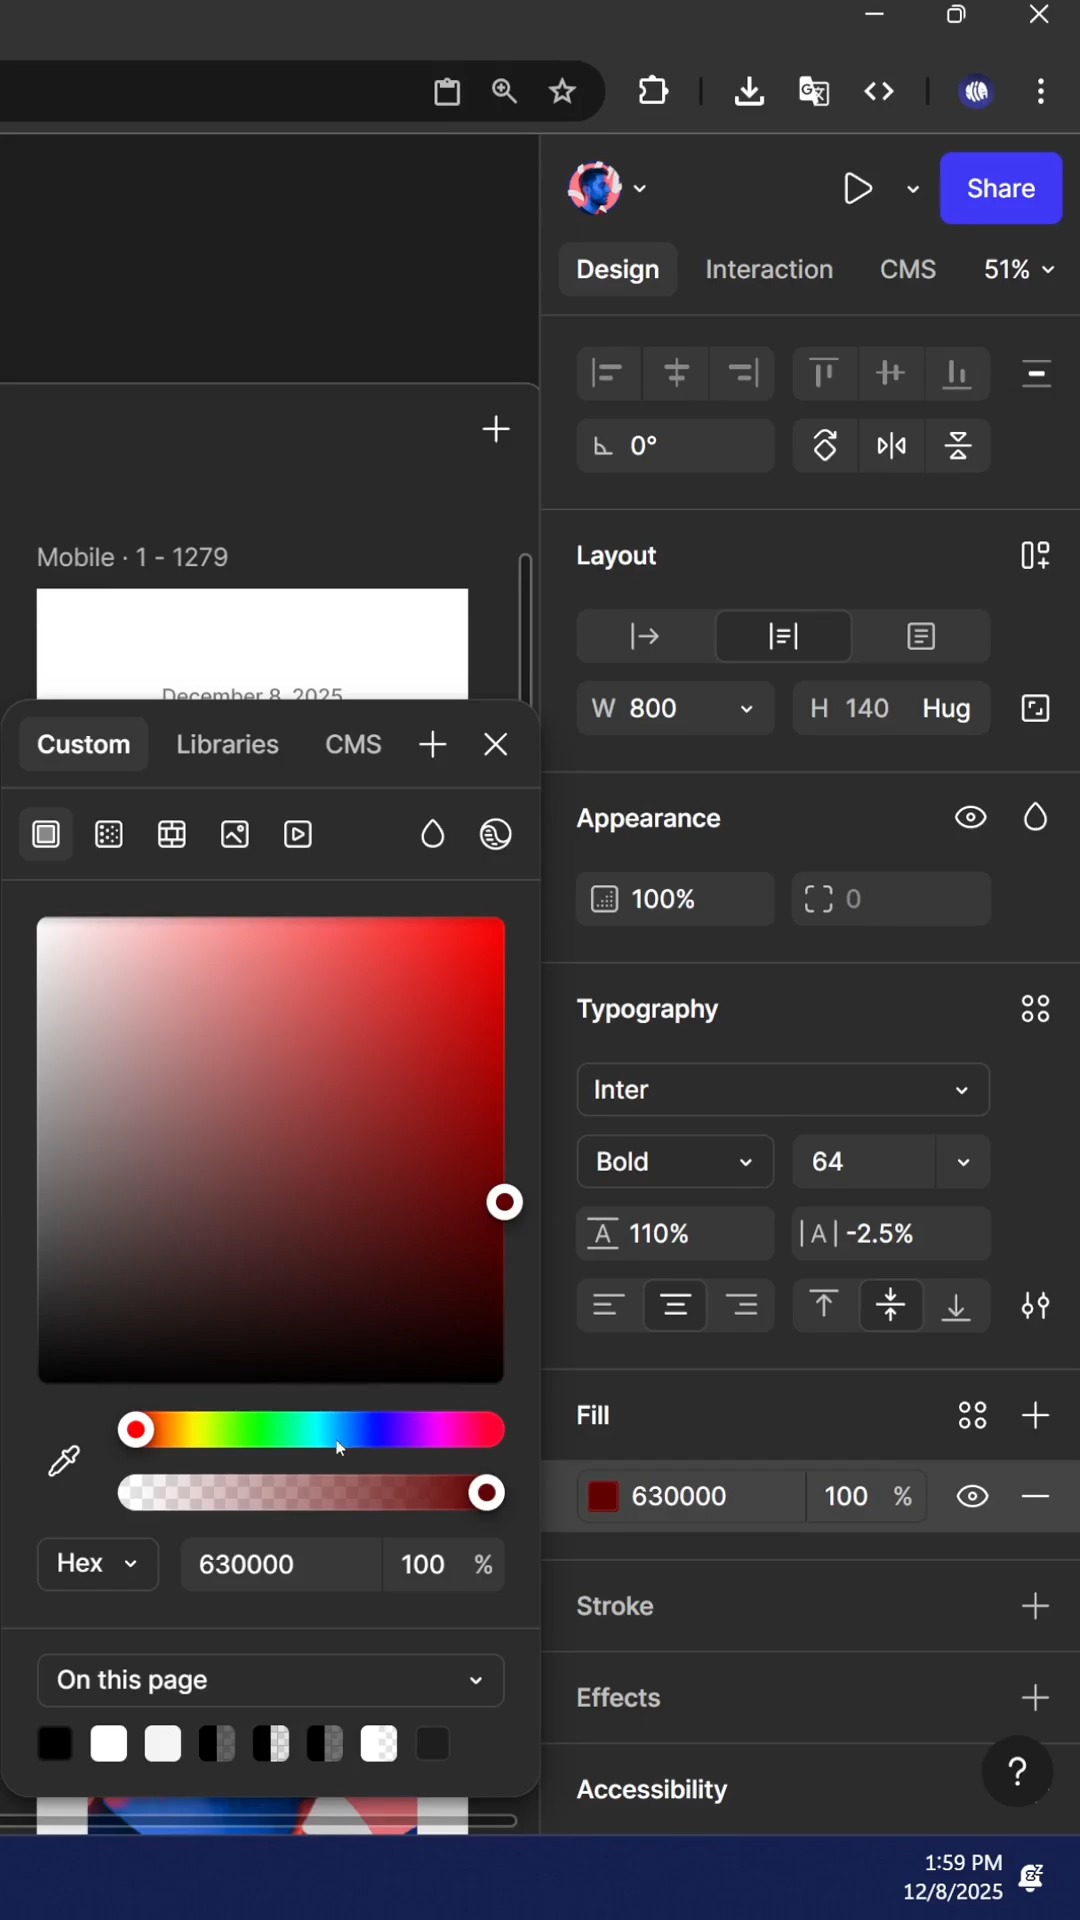 Share
Design Interaction CMS 51%
0°
Mobile · 1 - 1279
Layout
W 800 H 140 Hug
December 8, 2025
Custom Libraries CMS
Appearance
100% 0
Typography
Inter
Bold 64
A 110% |A| -2.5%
Fill
630000 100 %
Hex 630000 100 %
Stroke
On this page
Effects
Accessibility
?
1:59 PM
12/8/2025